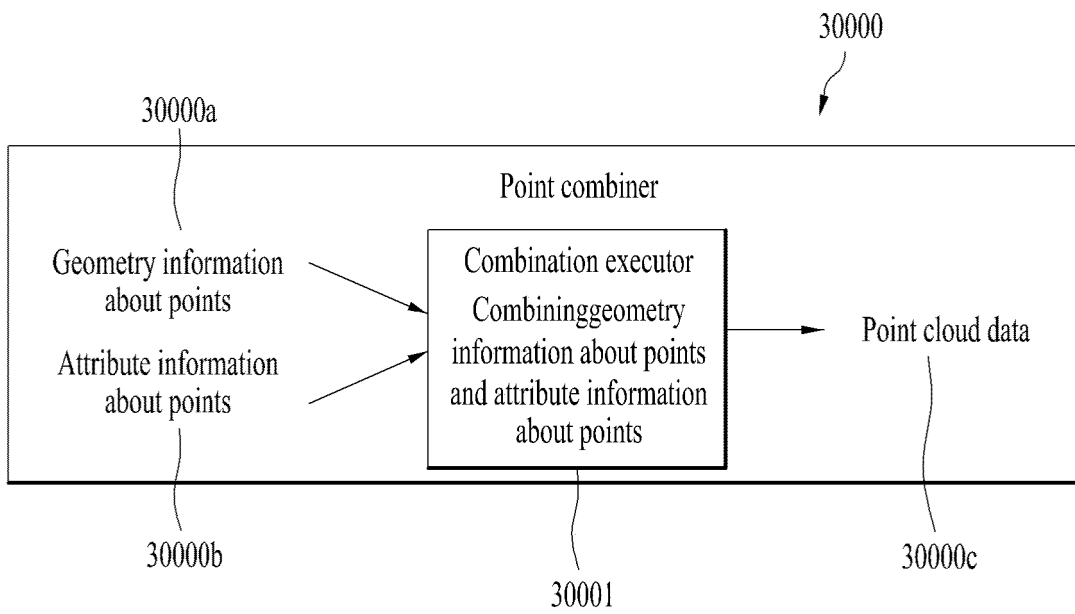 30000
30000a
Point combiner
Geometry information
about points
Attribute information
about points
Combination executor
Combininggeometry
information about points
and attribute information
about points
Point cloud data
30000b
30001
30000c